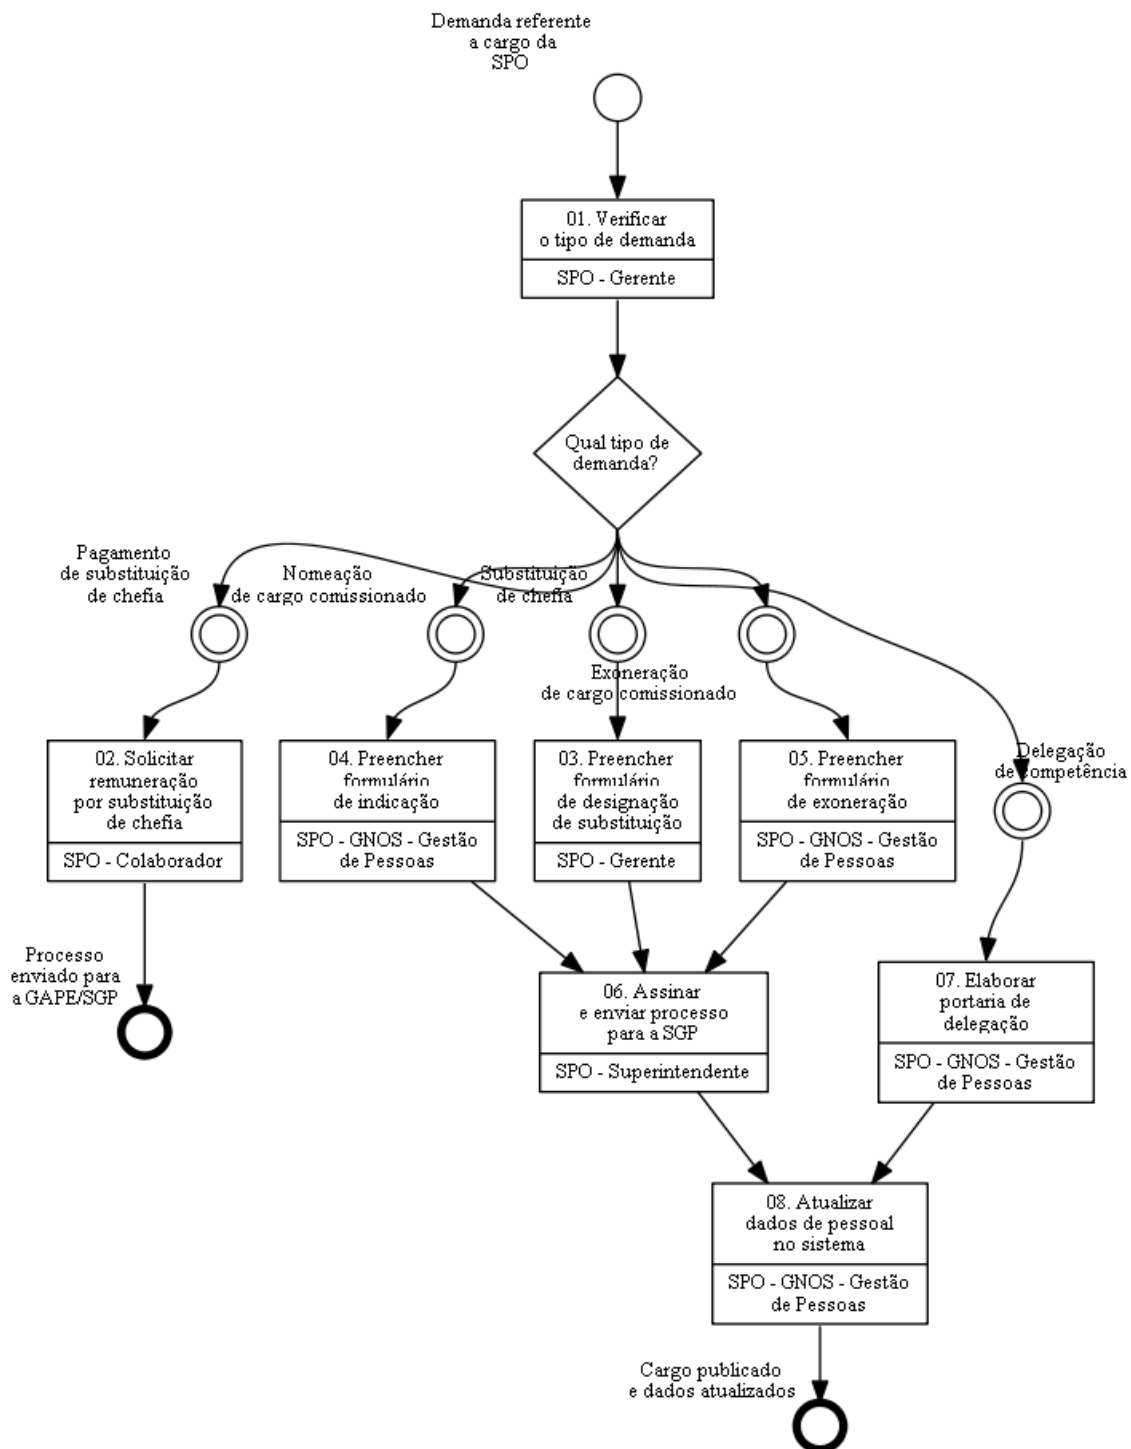 Demanda referente
a cargo da
SPO
01. Verificar
o tipo de demanda
SPO - Gerente
Qual tipo de
demanda?
Pagamento
de substituição
de chefia
Nomeação
de cargo comissionado
Substituição
de chefia
Exoneração
de cargo comissionado
Delegação
de competência
02. Solicitar
remuneração
por substituição
de chefia
SPO - Colaborador
04. Preencher
formulário
de indicação
SPO - GNOS - Gestão
de Pessoas
03. Preencher
formulário
de designação
de substituição
SPO - Gerente
05. Preencher
formulário
de exoneração
SPO - GNOS - Gestão
de Pessoas
Processo
enviado para
a GAPE/SGP
06. Assinar
e enviar processo
para a SGP
SPO - Superintendente
07. Elaborar
portaria de
delegação
SPO - GNOS - Gestão
de Pessoas
08. Atualizar
dados de pessoal
no sistema
SPO - GNOS - Gestão
de Pessoas
Cargo publicado
e dados atualizados